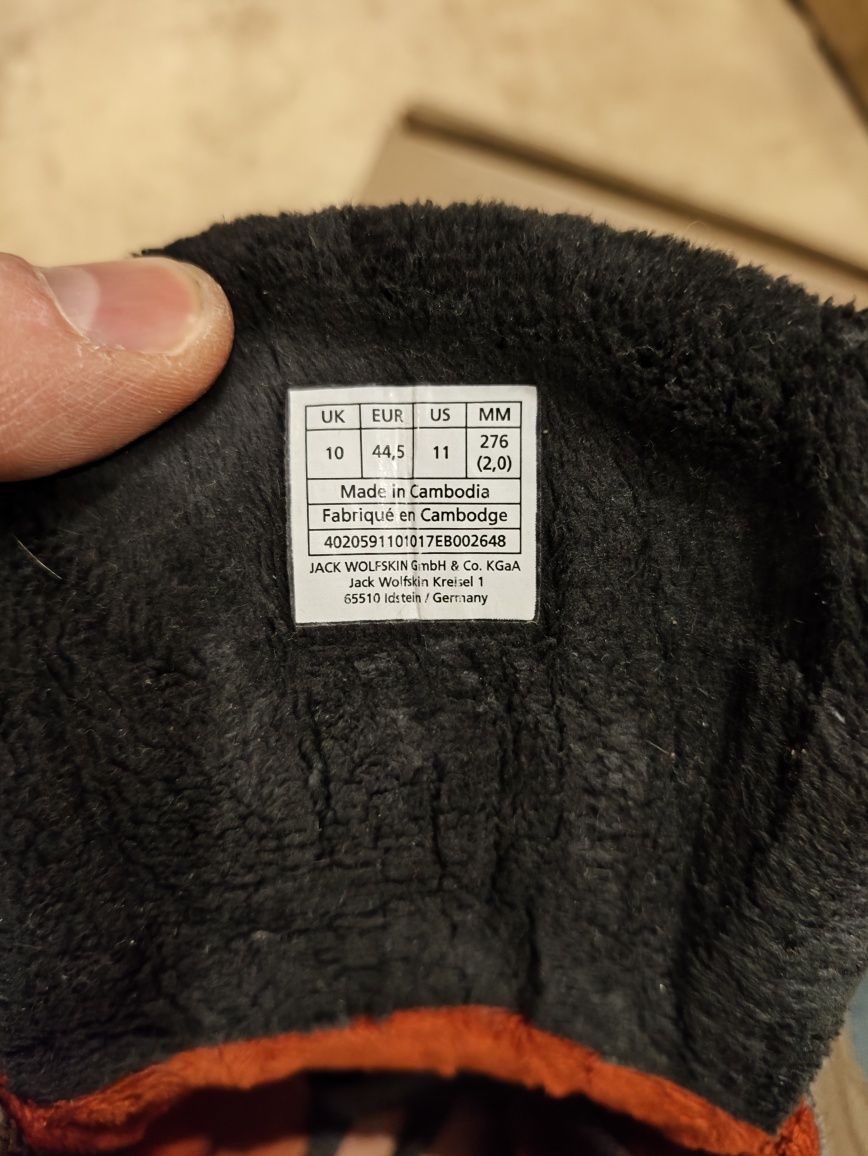 UK EUR US MM
10 44,5 11 276 (2,0)
Made in Cambodia
Fabriqué en Cambodge
4020591101017EB002648
JACK WOLFSKIN GmbH & Co. KGaA
Jack Wolfskin Kreisel 1
65510 Idstein / Germany